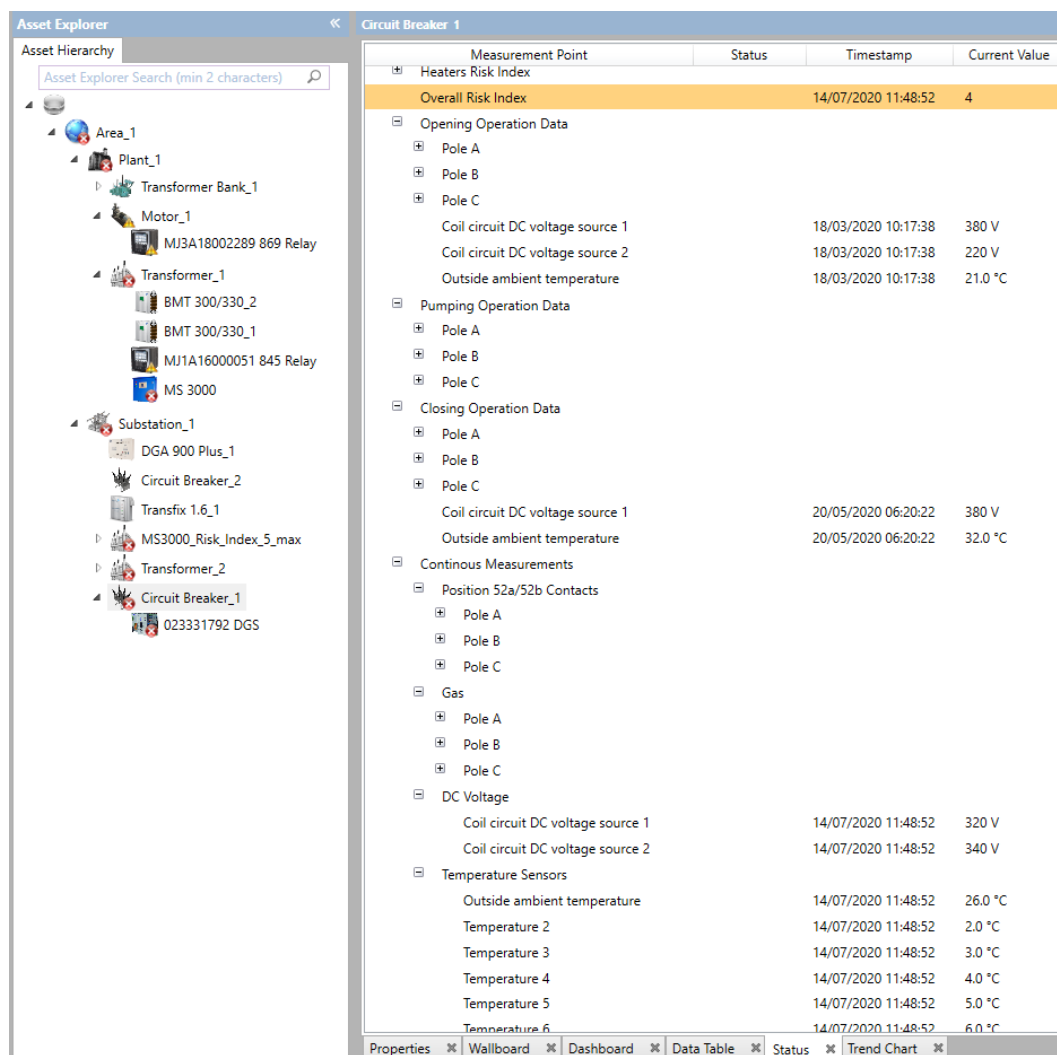 Asset Explorer
Asset Hierarchy
Asset Explorer Search (min 2 characters)
Area_1
Plant_1
Transformer Bank_1
Motor_1
MJ3A18002289 869 Relay
Transformer_1
BMT 300/330_2
BMT 300/330_1
MJ1A16000051 845 Relay
MS 3000
Substation_1
DGA 900 Plus_1
Circuit Breaker_2
Transfix 1.6_1
MS3000_Risk_Index_5_max
Transformer_2
Circuit Breaker_1
023331792 DGS
Circuit Breaker 1
Measurement Point Status Timestamp Current Value
Heaters Risk Index
Overall Risk Index 14/07/2020 11:48:52 4
Opening Operation Data
Pole A
Pole B
Pole C
Coil circuit DC voltage source 1 18/03/2020 10:17:38 380 V
Coil circuit DC voltage source 2 18/03/2020 10:17:38 220 V
Outside ambient temperature 18/03/2020 10:17:38 21.0 °C
Pumping Operation Data
Pole A
Pole B
Pole C
Closing Operation Data
Pole A
Pole B
Pole C
Coil circuit DC voltage source 1 20/05/2020 06:20:22 380 V
Outside ambient temperature 20/05/2020 06:20:22 32.0 °C
Continous Measurements
Position 52a/52b Contacts
Pole A
Pole B
Pole C
Gas
Pole A
Pole B
Pole C
DC Voltage
Coil circuit DC voltage source 1 14/07/2020 11:48:52 320 V
Coil circuit DC voltage source 2 14/07/2020 11:48:52 340 V
Temperature Sensors
Outside ambient temperature 14/07/2020 11:48:52 26.0 °C
Temperature 2 14/07/2020 11:48:52 2.0 °C
Temperature 3 14/07/2020 11:48:52 3.0 °C
Temperature 4 14/07/2020 11:48:52 4.0 °C
Temperature 5 14/07/2020 11:48:52 5.0 °C
Temperature 6 14/07/2020 11:48:52 6.0 °C
Properties Wallboard Dashboard Data Table Status Trend Chart